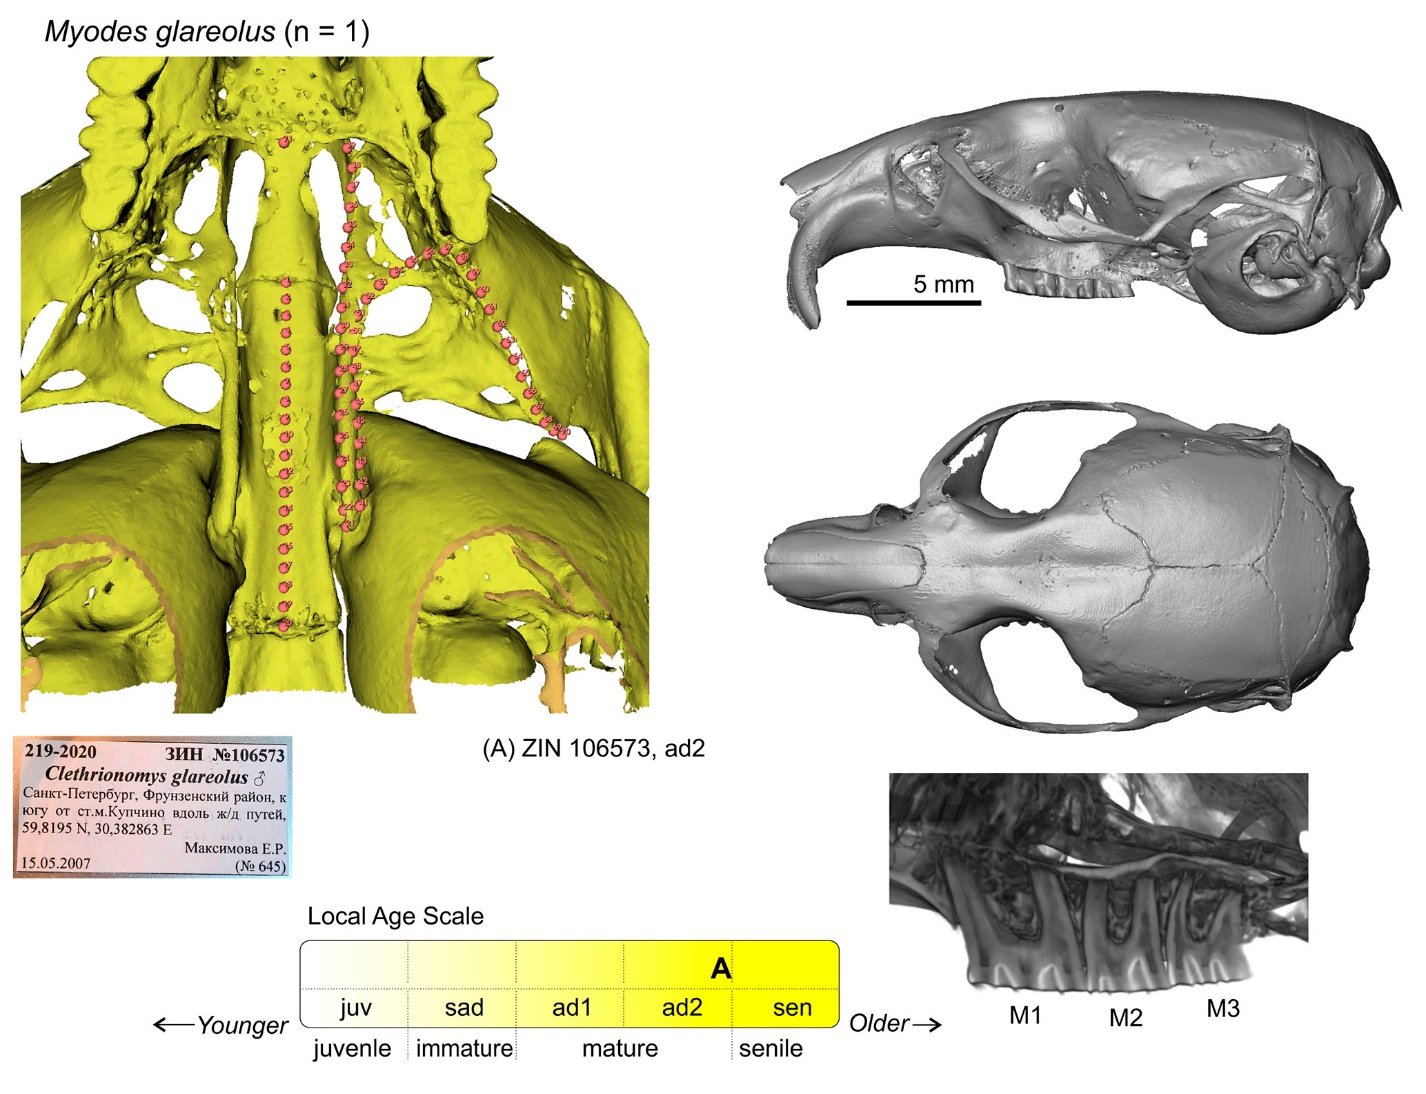 Myodes glareolus (n = 1)
5 mm
(A) ZIN 106573, ad2
219-2020 ЗИН №106573
Clethrionomys glareolus ♂
Санкт-Петербург, Фрунзенский район, к
югу от ст.м.Купчино вдоль ж/д путей,
59,8195 N, 30,382863 E
Максимова Е.Р.
15.05.2007 (№ 645)
Local Age Scale
A
juv sad ad1 ad2 sen
←Younger Older→
juvenle immature mature senile
M1 M2 M3